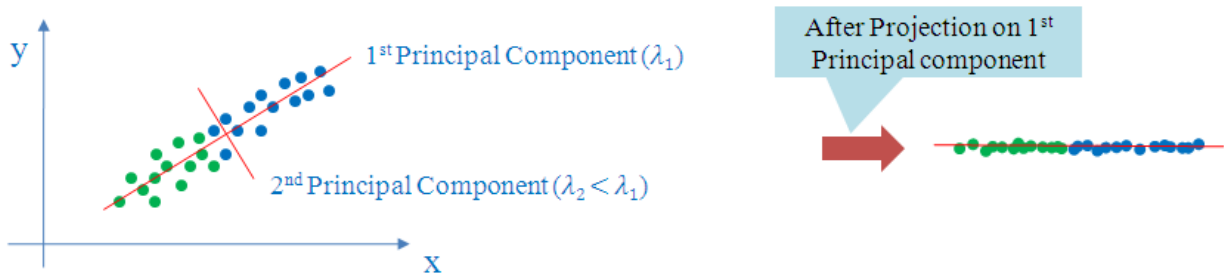 y
1st Principal Component (λ1)
2nd Principal Component (λ2 < λ1)
x
After Projection on 1st
Principal component